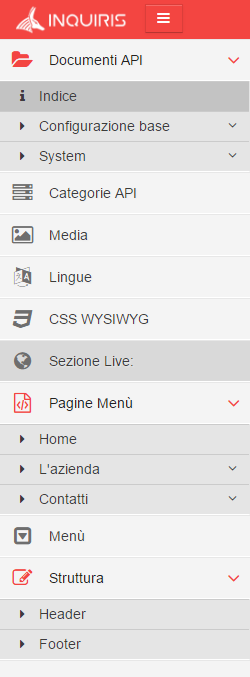 INQUIRIS
Documenti API
Indice
Configurazione base
System
Categorie API
Media
Lingue
CSS WYSIWYG
Sezione Live:
Pagine Menù
Home
L'azienda
Contatti
Menù
Struttura
Header
Footer